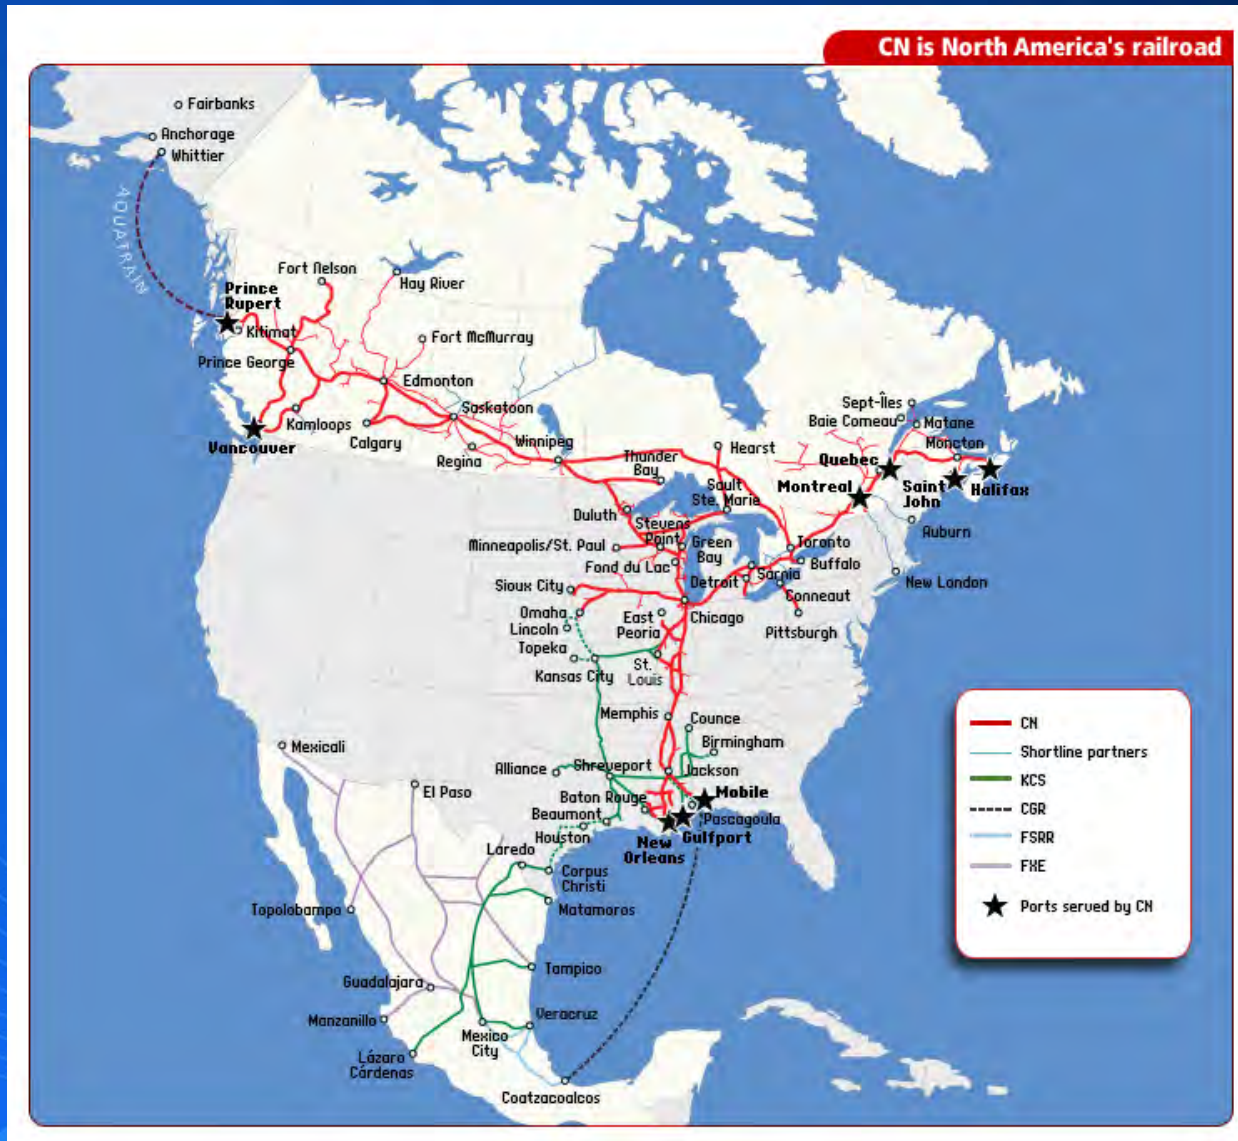 CN is North America's railroad
Fairbanks
Anchorage
Whittier
AQUATRAIN
Fort Nelson
Hay River
Prince
Rupert
Kitimat
Fort McMurray
Prince George
Edmonton
Saskatoon
Kamloops
Calgary
Vancouver
Regina
Winnipeg
Hearst
Thunder
Bay
Sault
Ste. Marie
Sept-Îles
Baie Comeau
Matane
Moncton
Quebec
Montreal
Saint
John
Halifax
Auburn
Duluth
Stevens
Point
Green
Bay
Minneapolis/St. Paul
Fond du Lac
Toronto
Buffalo
Detroit
Sarnia
New London
Conneaut
Sioux City
Omaha
Lincoln
East
Peoria
Chicago
Pittsburgh
Topeka
Kansas City
St.
Louis
Memphis
Counce
Birmingham
Mexicali
Alliance
Shreveport
Jackson
El Paso
Baton Rouge
Mobile
Beaumont
Pascagoula
Houston
Gulfport
New
Orleans
Laredo
Corpus
Christi
Matamoros
Topolobampo
Tampico
Guadalajara
Manzanillo
Veracruz
Mexico
City
Lázaro
Cárdenas
Coatzacoalcos
CN
Shortline partners
KCS
CGR
FSRR
FXE
Ports served by CN